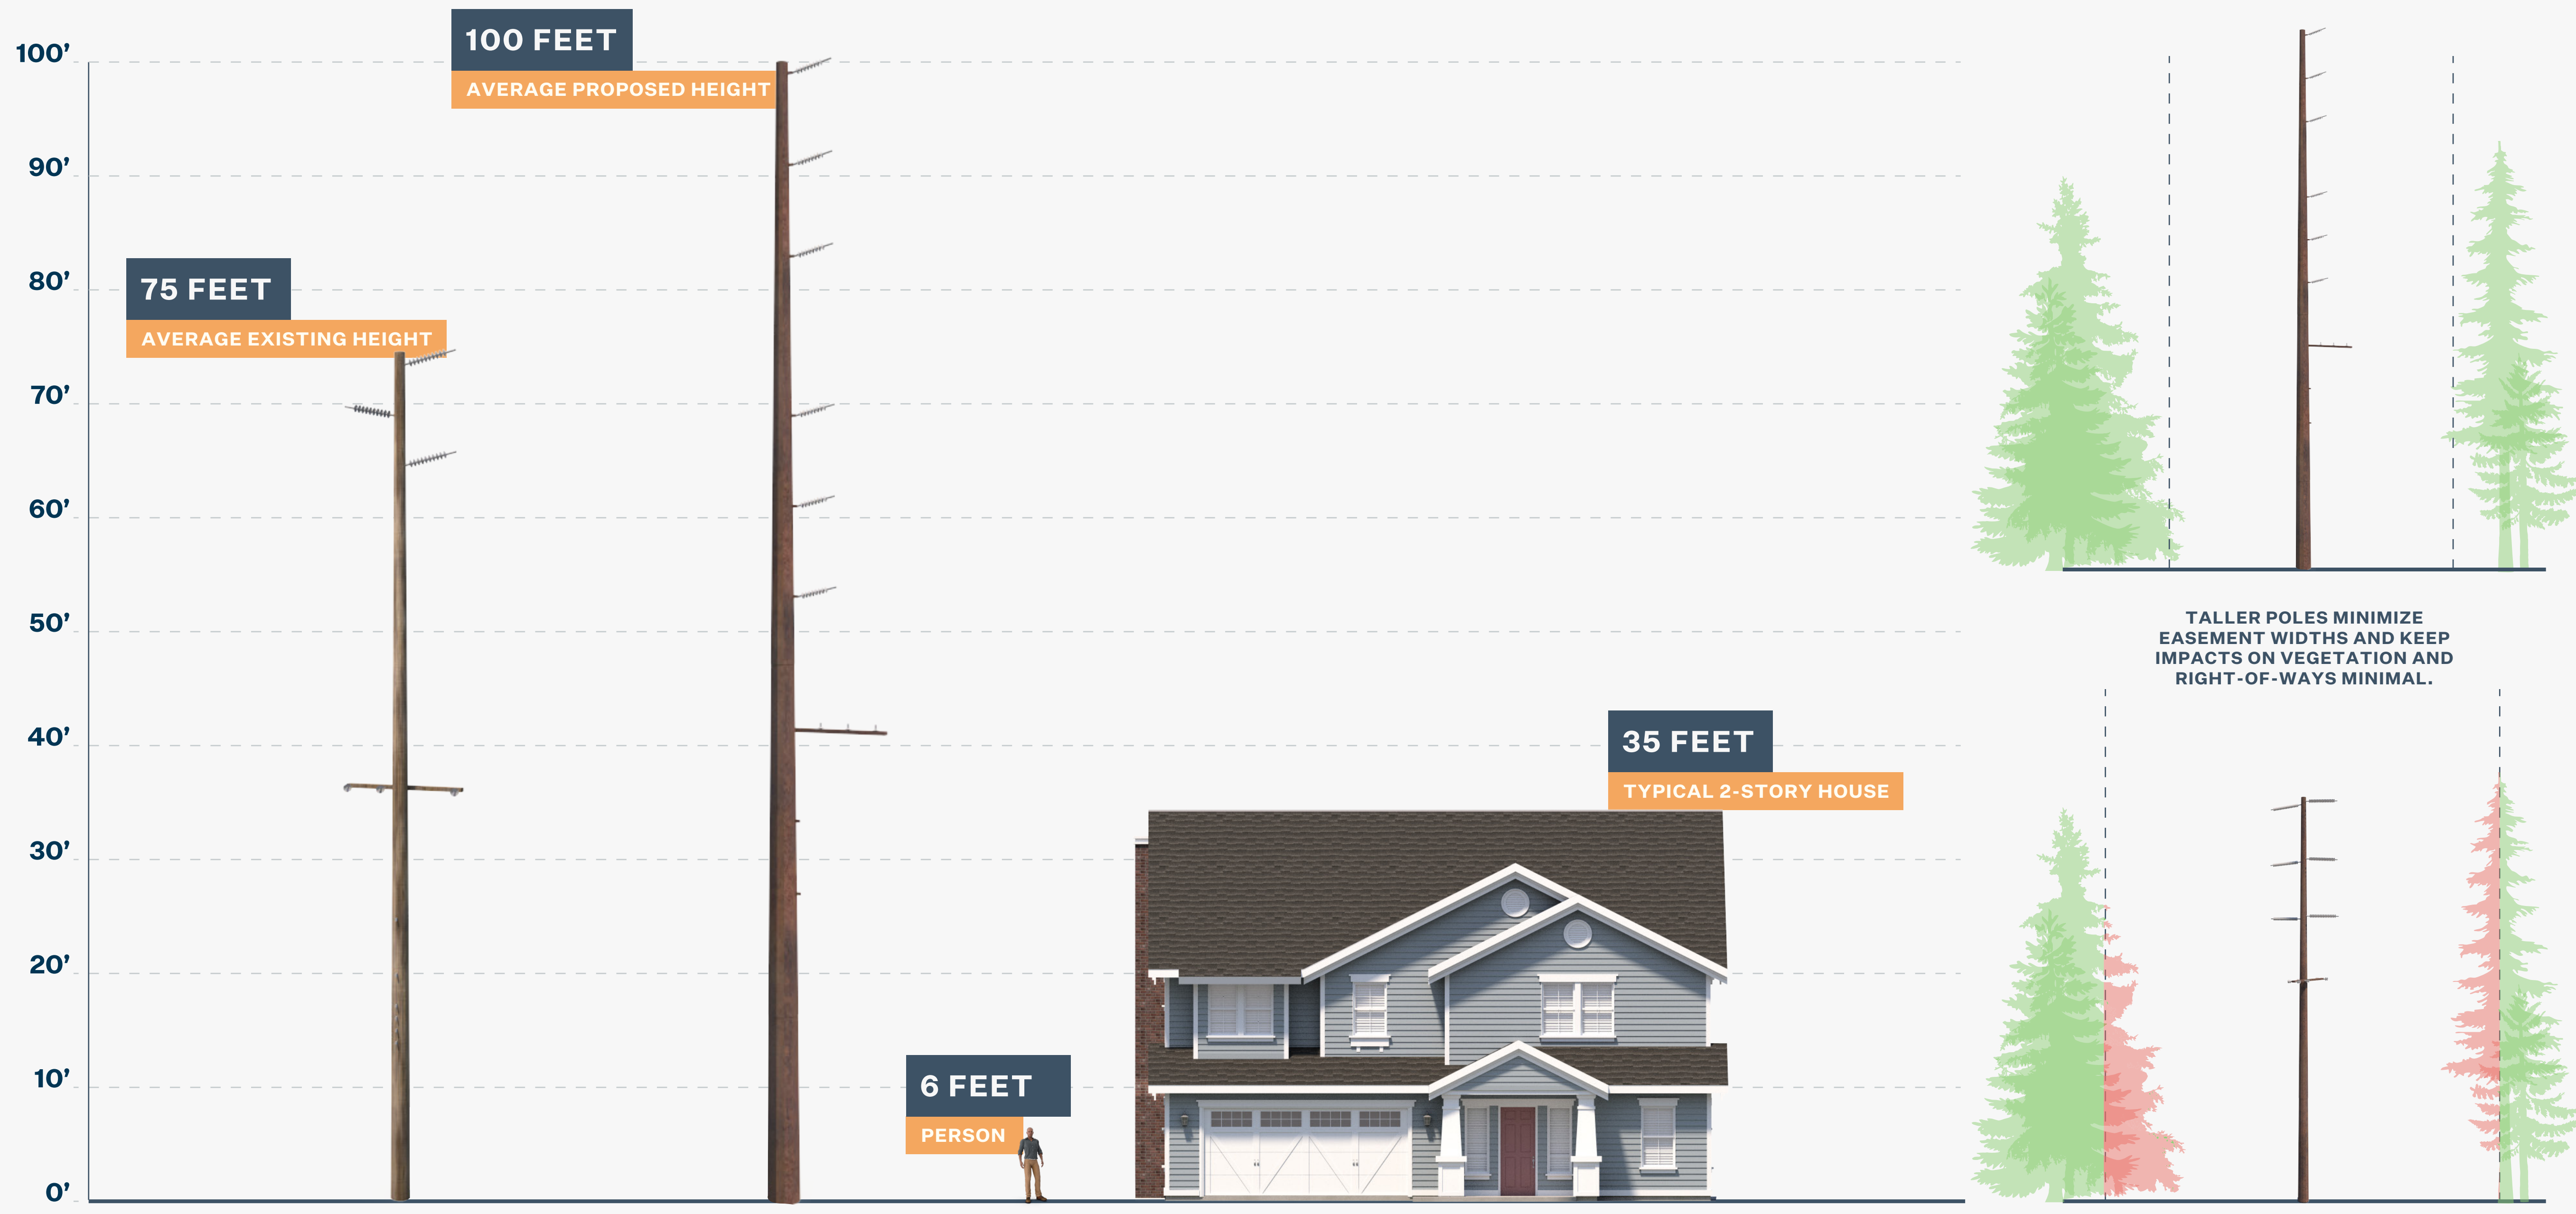 100’
90’
80’
70’
60’
50’
40’
30’
20’
10’
0’
75 FEET
AVERAGE EXISTING HEIGHT
100 FEET
AVERAGE PROPOSED HEIGHT
6 FEET
PERSON
35 FEET
TYPICAL 2-STORY HOUSE
TALLER POLES MINIMIZE
EASEMENT WIDTHS AND KEEP
IMPACTS ON VEGETATION AND
RIGHT-OF-WAYS MINIMAL.